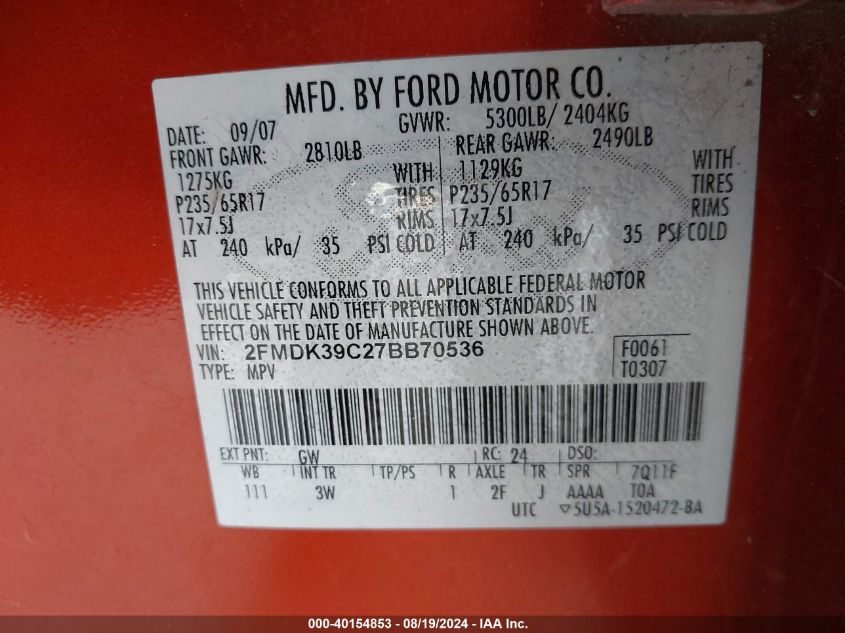 MFD. BY FORD MOTOR CO.
DATE: 09/07 GVWR: 5300LB/ 2404KG
FRONT GAWR: 2810LB REAR GAWR: 2490LB
1275KG WITH 1129KG WITH
P235/65R17 TIRES P235/65R17 TIRES
17x7.5J RIMS 17x7.5J RIMS
AT 240 kPa/ 35 PSI COLD AT 240 kPa/ 35 PSI COLD
THIS VEHICLE CONFORMS TO ALL APPLICABLE FEDERAL MOTOR
VEHICLE SAFETY AND THEFT PREVENTION STANDARDS IN
EFFECT ON THE DATE OF MANUFACTURE SHOWN ABOVE.
VIN: 2FMDK39C27BB70536 F0061
TYPE: MPV T0307
EXT PNT: GW RC: 24 DSO:
WB INT TR TP/PS R AXLE TR SPR 7Q11F
111 3W 1 2F J AAAA TOA
UTC ▽5U5A-1520472-BA
000-40154853 - 08/19/2024 - IAA Inc.